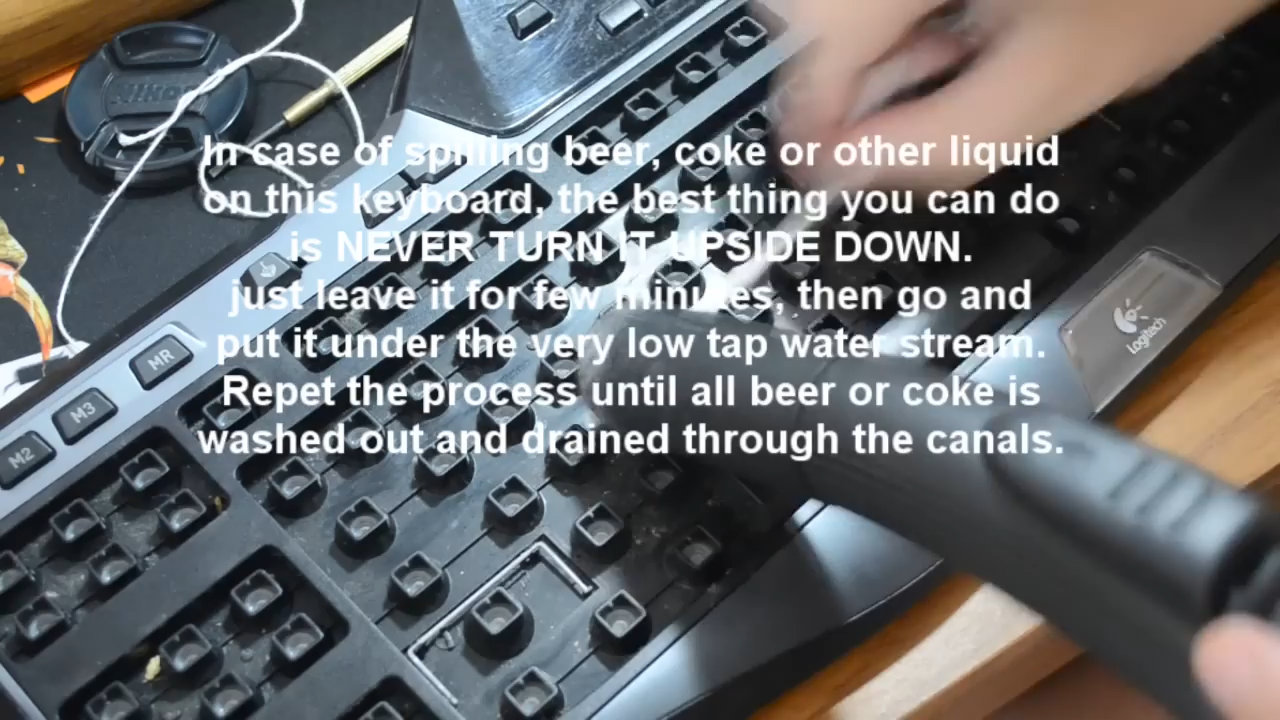 In case of spilling beer, coke or other liquid
on this keyboard, the best thing you can do
is NEVER TURN IT UPSIDE DOWN.
just leave it for few minutes, then go and
put it under the very low tap water stream.
Repet the process until all beer or coke is
washed out and drained through the canals.
Nikon
MR
M3
M2
Logitech